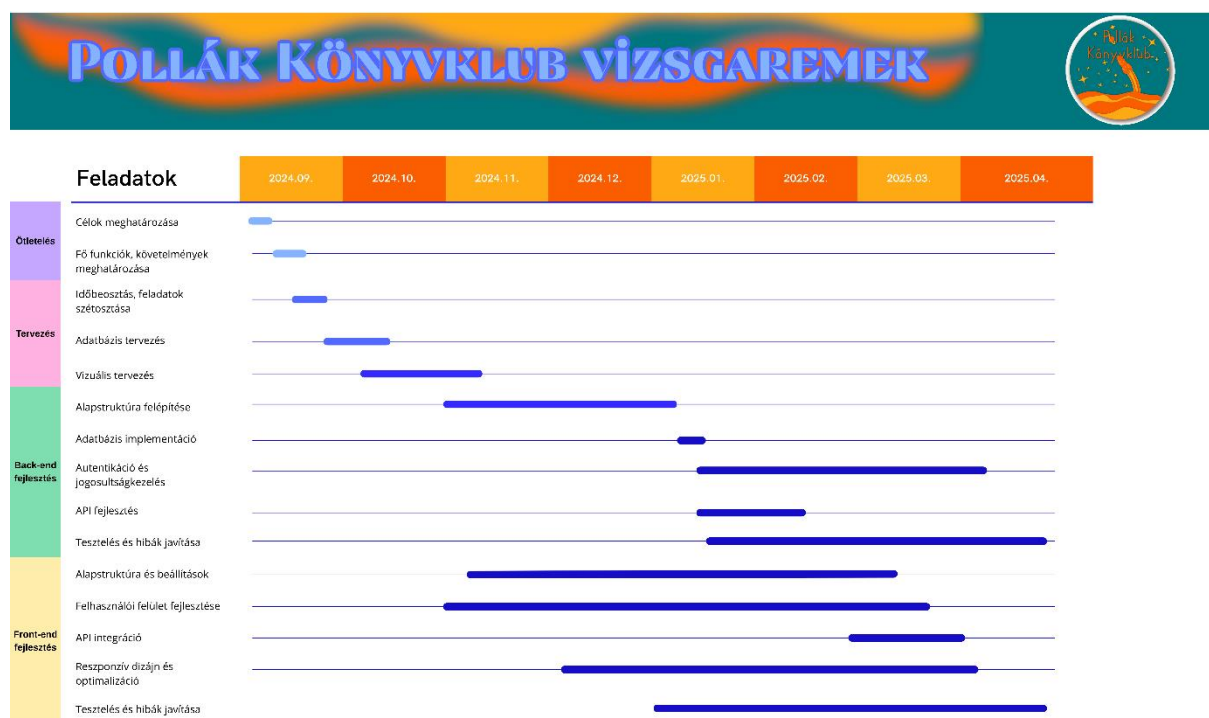 Pollák Könyvklub vizsgaremek
Pollák
Könyvklub
Feladatok
2024.09.
2024.10.
2024.11.
2024.12.
2025.01.
2025.02.
2025.03.
2025.04.
Ötletelés
Célok meghatározása
Fő funkciók, követelmények
meghatározása
Tervezés
Időbeosztás, feladatok
szétosztása
Adatbázis tervezés
Vizuális tervezés
Back-end
fejlesztés
Alapstruktúra felépítése
Adatbázis implementáció
Autentikáció és
jogosultságkezelés
API fejlesztés
Tesztelés és hibák javítása
Front-end
fejlesztés
Alapstruktúra és beállítások
Felhasználói felület fejlesztése
API integráció
Reszponzív dizájn és
optimalizáció
Tesztelés és hibák javítása